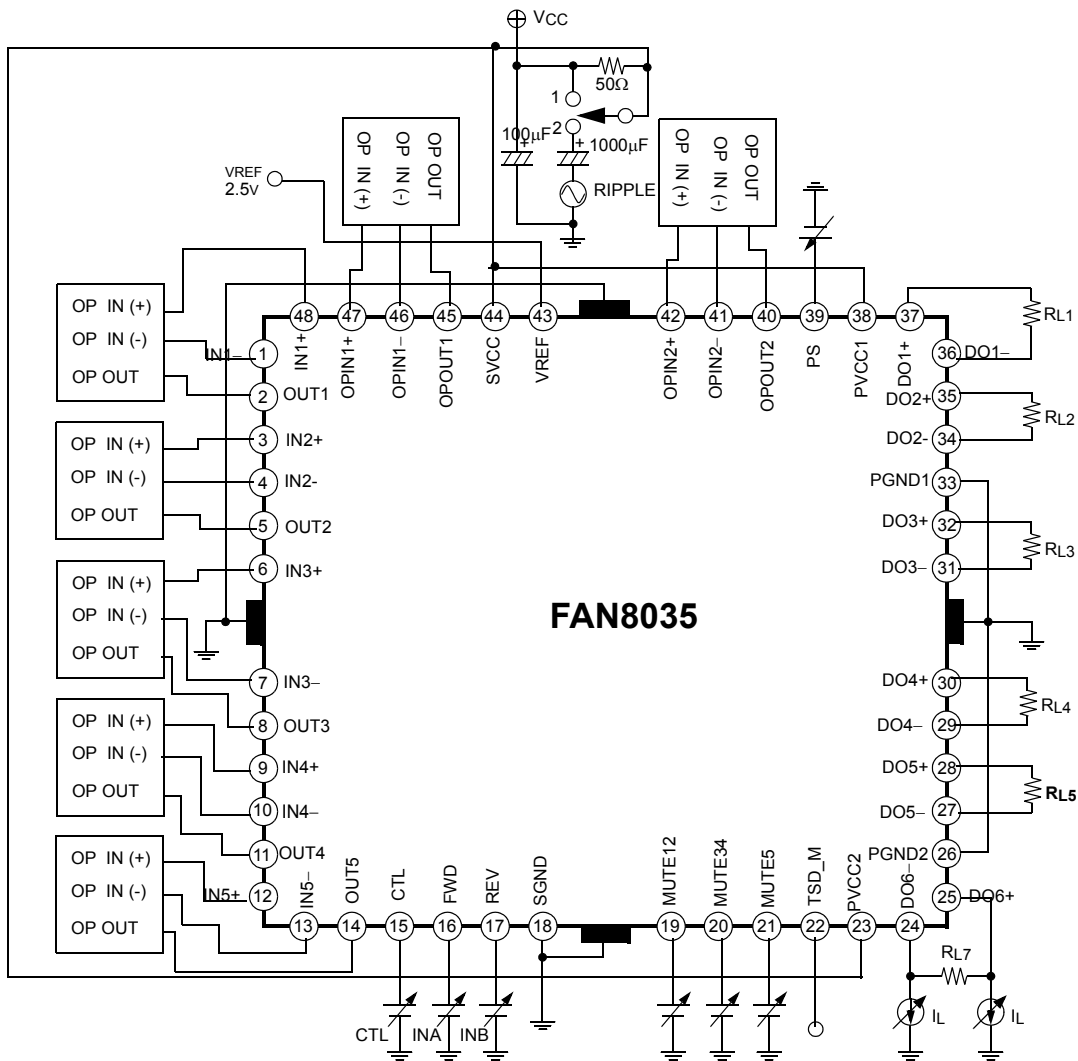 VCC
50Ω
1
2
100μF
+
+
1000μF
RIPPLE
VREF
2.5V
OP IN (+)
OP IN (-)
OP OUT
OP IN (+)
OP IN (-)
OP OUT
48
47
46
45
44
43
42
41
40
39
38
37
IN1+
OPIN1+
OPIN1−
OPOUT1
SVCC
VREF
OPIN2+
OPIN2−
OPOUT2
PS
PVCC1
DO1+
OP IN (+)
OP IN (-)
OP OUT
IN1−
1
2
OUT1
OP IN (+)
OP IN (-)
OP OUT
3
IN2+
4
IN2-
5
OUT2
OP IN (+)
OP IN (-)
OP OUT
6
IN3+
7
IN3−
8
OUT3
OP IN (+)
OP IN (-)
OP OUT
9
IN4+
10
IN4−
11
OUT4
OP IN (+)
OP IN (-)
OP OUT
IN5+
12
FAN8035
36
DO1−
RL1
DO2+
35
DO2-
34
RL2
PGND1
33
DO3+
32
DO3−
31
RL3
DO4+
30
DO4−
29
RL4
DO5+
28
DO5−
27
RL5
PGND2
26
25
DO6+
IN5−
OUT5
CTL
FWD
REV
SGND
MUTE12
MUTE34
MUTE5
TSD_M
PVCC2
DO6−
13
14
15
16
17
18
19
20
21
22
23
24
RL7
CTL
INA
INB
IL
IL